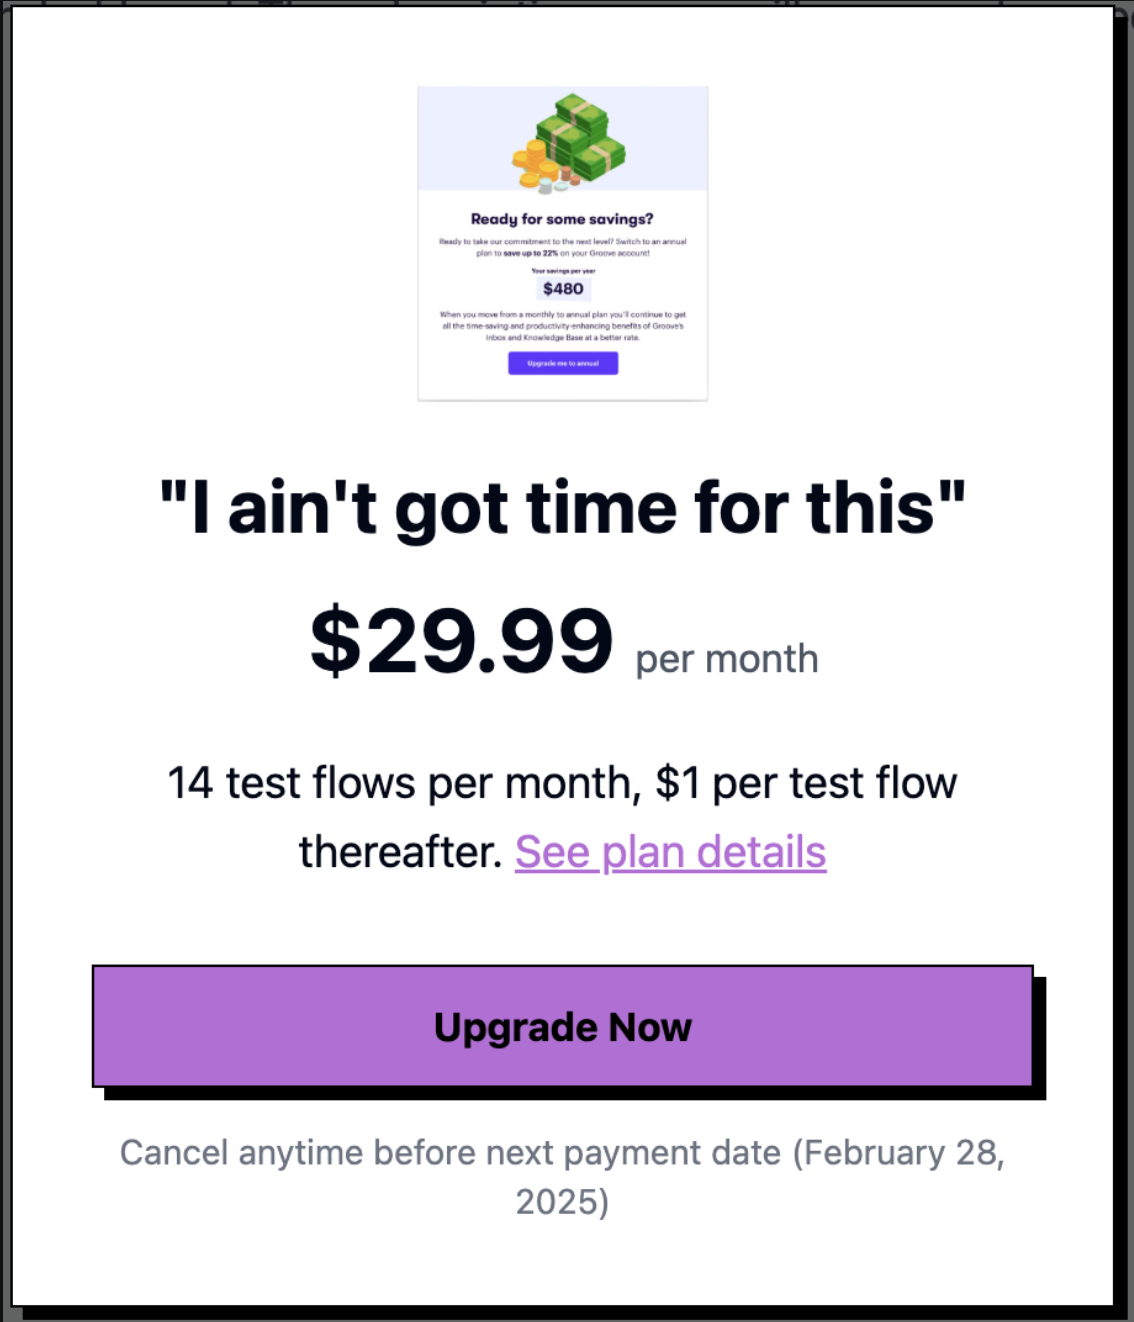 Ready for some savings?
Ready to take our commitment to the next level? Switch to an annual
plan to save up to 22% on your Groove account!
Your savings per year
$480
When you move from a monthly to annual plan you'll continue to get
all the time-saving and productivity-enhancing benefits of Groove's
Inbox and Knowledge Base at a better rate.
Upgrade me to annual
"I ain't got time for this"
$29.99 per month
14 test flows per month, $1 per test flow
thereafter. See plan details
Upgrade Now
Cancel anytime before next payment date (February 28,
2025)